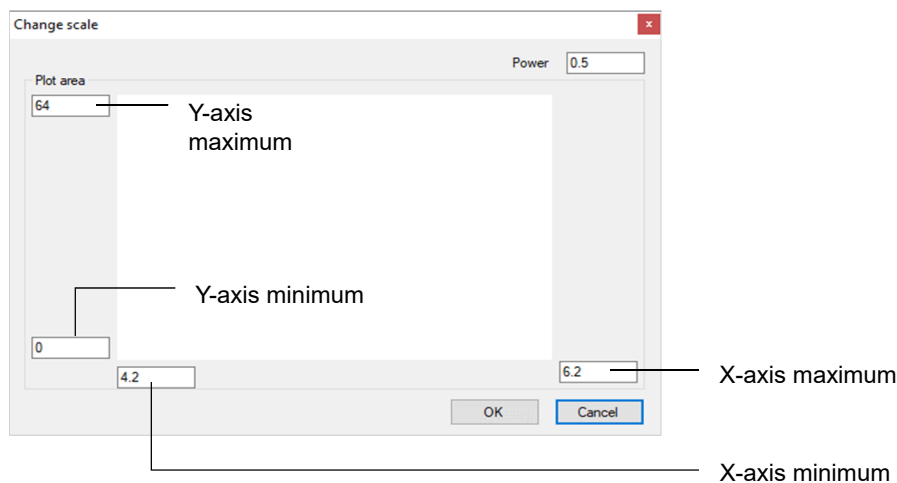 Change scale
Power 0.5
Plot area
64
Y-axis
maximum
Y-axis minimum
0
4.2
6.2
X-axis maximum
OK
Cancel
X-axis minimum